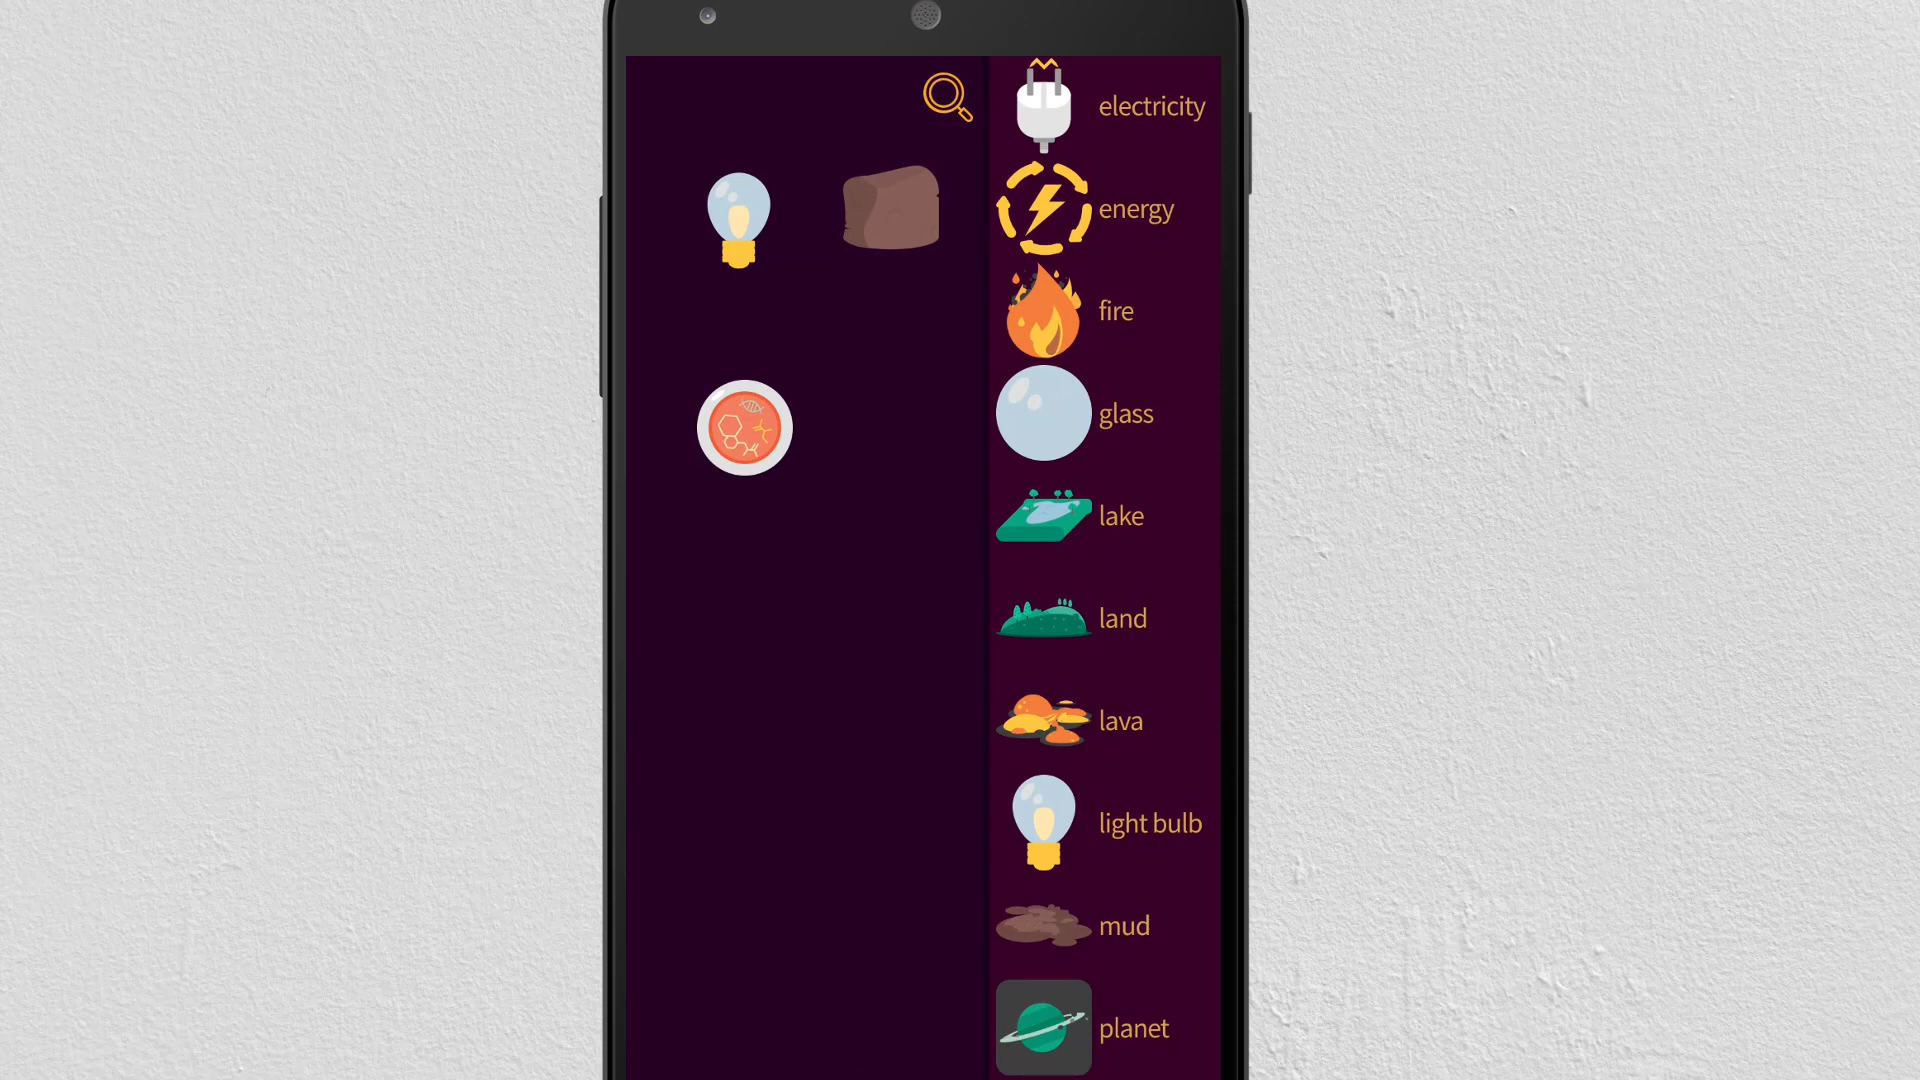 electricity
energy
fire
glass
lake
land
lava
light bulb
mud
planet